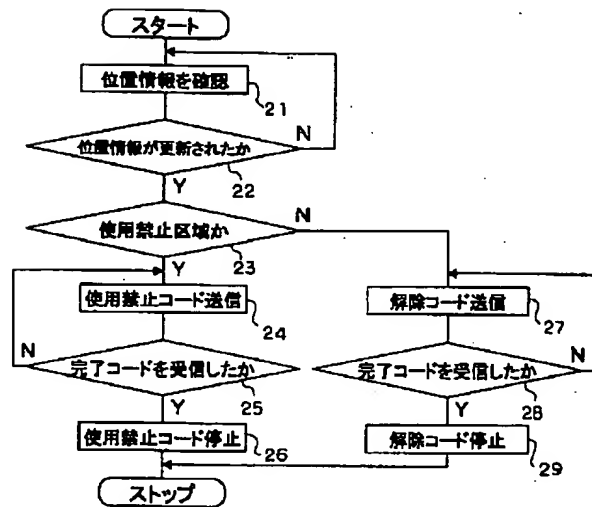 スタート
位置情報を確認
21
位置情報が更新されたか
N
22
Y
使用禁止区域か
N
23
Y
使用禁止コード送信
24
解除コード送信
27
N
完了コードを受信したか
25
Y
完了コードを受信したか
N
28
Y
使用禁止コード停止
26
解除コード停止
29
ストップ